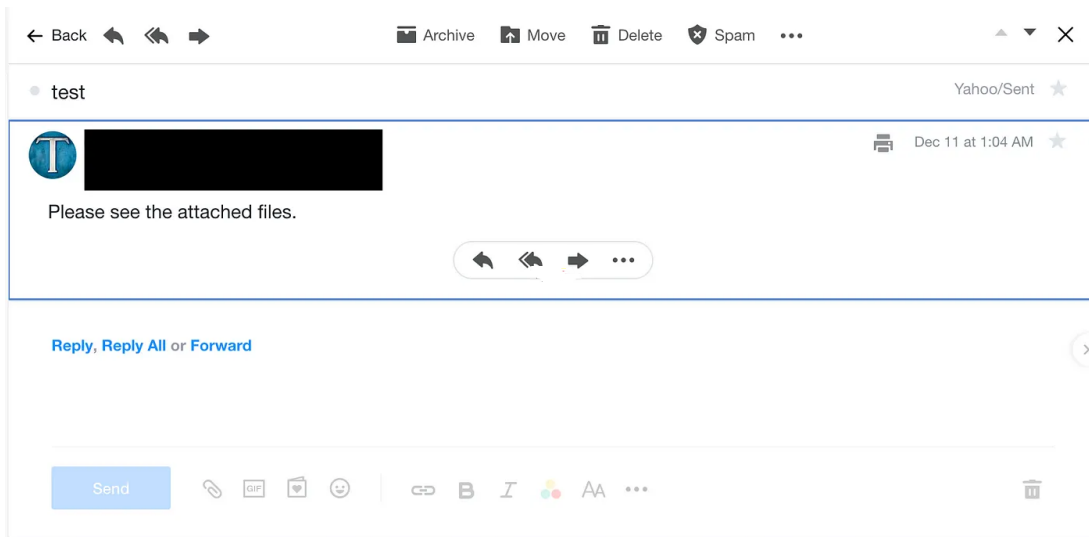 Back Archive Move Delete Spam
test Yahoo/Sent
T Dec 11 at 1:04 AM
Please see the attached files.
Reply, Reply All or Forward
Send GIF B I AA